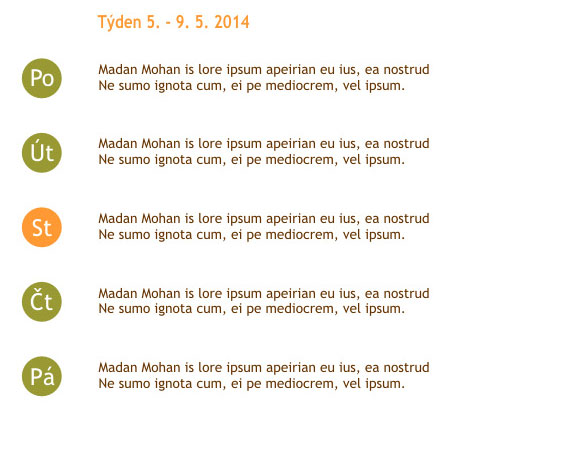 Týden 5. - 9. 5. 2014
Po
Madan Mohan is lore ipsum apeirian eu ius, ea nostrud
Ne sumo ignota cum, ei pe mediocrem, vel ipsum.
Út
Madan Mohan is lore ipsum apeirian eu ius, ea nostrud
Ne sumo ignota cum, ei pe mediocrem, vel ipsum.
St
Madan Mohan is lore ipsum apeirian eu ius, ea nostrud
Ne sumo ignota cum, ei pe mediocrem, vel ipsum.
Čt
Madan Mohan is lore ipsum apeirian eu ius, ea nostrud
Ne sumo ignota cum, ei pe mediocrem, vel ipsum.
Pá
Madan Mohan is lore ipsum apeirian eu ius, ea nostrud
Ne sumo ignota cum, ei pe mediocrem, vel ipsum.